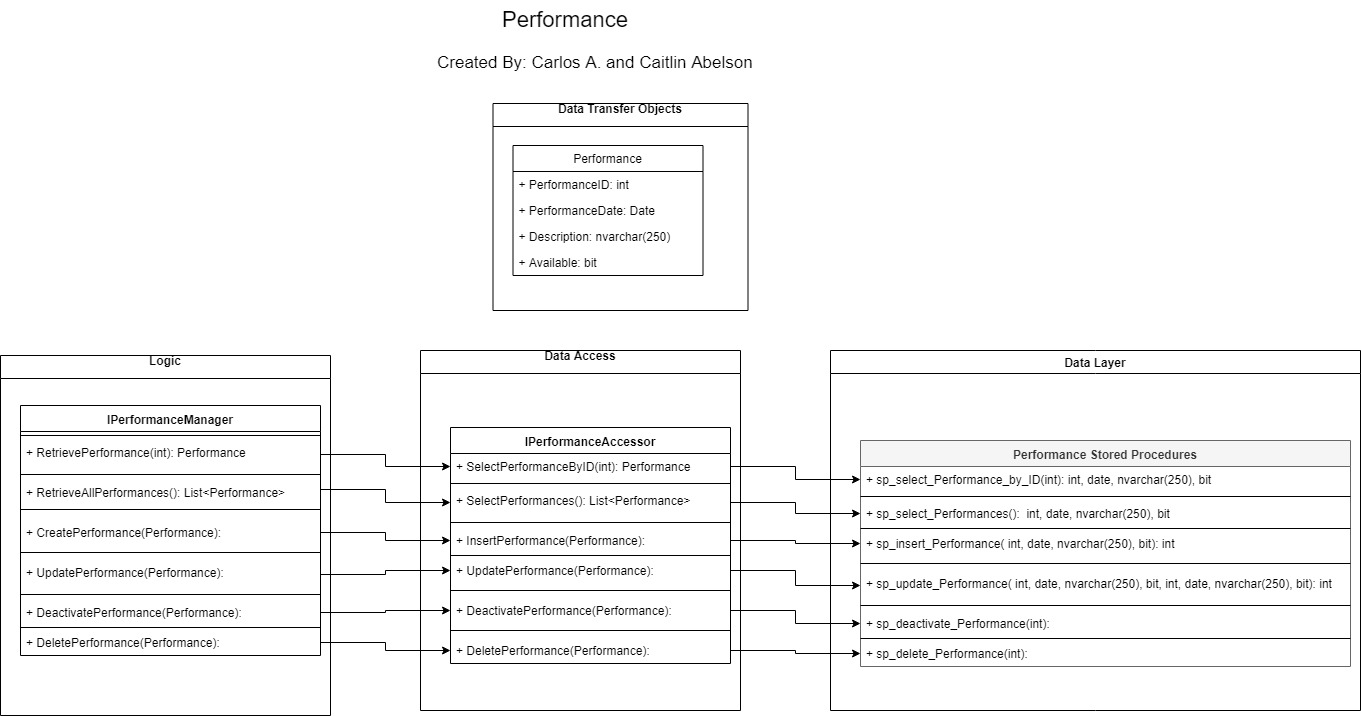 Performance
Created By: Carlos A. and Caitlin Abelson
Data Transfer Objects
Performance
+ PerformanceID: int
+ PerformanceDate: Date
+ Description: nvarchar(250)
+ Available: bit
Logic
IPerformanceManager
+ RetrievePerformance(int): Performance
+ RetrieveAllPerformances(): List<Performance>
+ CreatePerformance(Performance):
+ UpdatePerformance(Performance):
+ DeactivatePerformance(Performance):
+ DeletePerformance(Performance):
Data Access
IPerformanceAccessor
+ SelectPerformanceByID(int): Performance
+ SelectPerformances(): List<Performance>
+ InsertPerformance(Performance):
+ UpdatePerformance(Performance):
+ DeactivatePerformance(Performance):
+ DeletePerformance(Performance):
Data Layer
Performance Stored Procedures
+ sp_select_Performance_by_ID(int): int, date, nvarchar(250), bit
+ sp_select_Performances():  int, date, nvarchar(250), bit
+ sp_insert_Performance( int, date, nvarchar(250), bit): int
+ sp_update_Performance( int, date, nvarchar(250), bit, int, date, nvarchar(250), bit): int
+ sp_deactivate_Performance(int):
+ sp_delete_Performance(int):